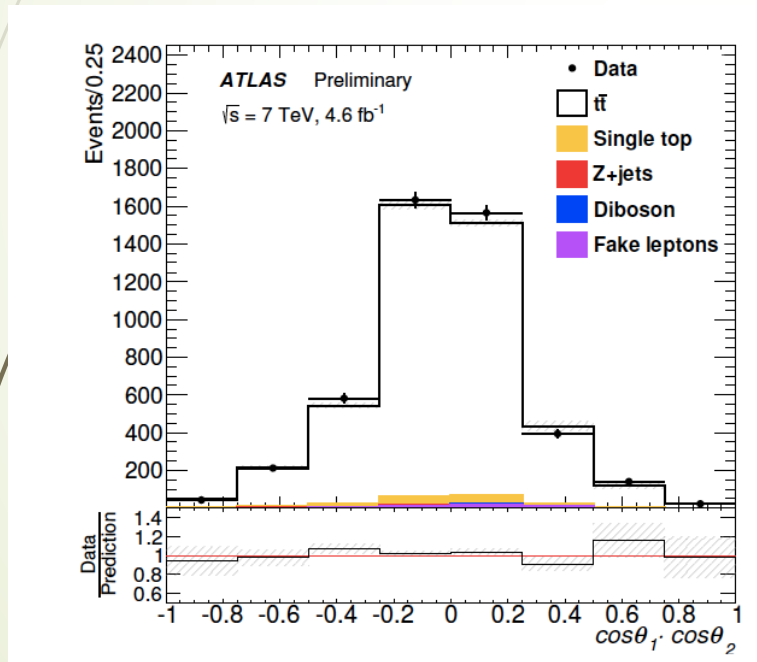 Events/0.25
2400
2200
2000
1800
1600
1400
1200
1000
800
600
400
200
ATLAS Preliminary
√s = 7 TeV, 4.6 fb⁻¹
Data
tt̄
Single top
Z+jets
Diboson
Fake leptons
Data
Prediction
1.4
1.2
1
0.8
0.6
-1 -0.8 -0.6 -0.4 -0.2 0 0.2 0.4 0.6 0.8 1
cosθ₁· cosθ₂